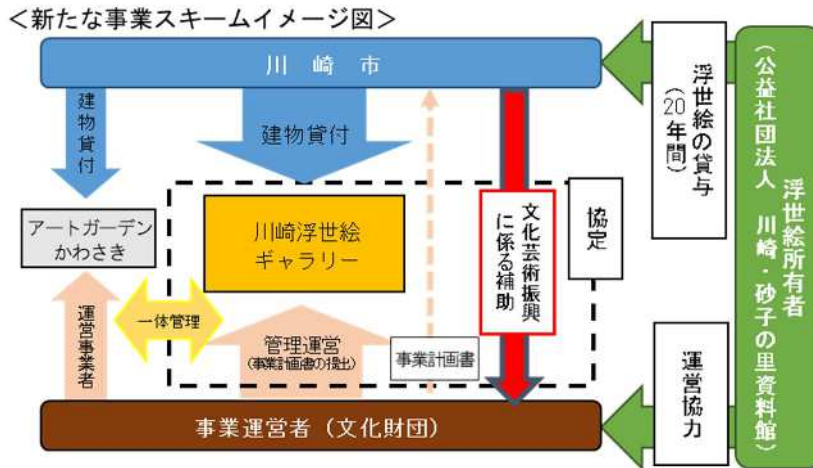 ＜新たな事業スキームイメージ図＞
川 崎 市
建物貸付
建物貸付
浮世絵の貸与
（20年間）
浮世絵所有者
（公益社団法人　川崎・砂子の里資料館）
アートガーデン
かわさき
川崎浮世絵
ギャラリー
文化芸術振興
に係る補助
協定
運営事業者
一体管理
管理運営
（事業計画書の提出）
事業計画書
運営協力
事業運営者（文化財団）